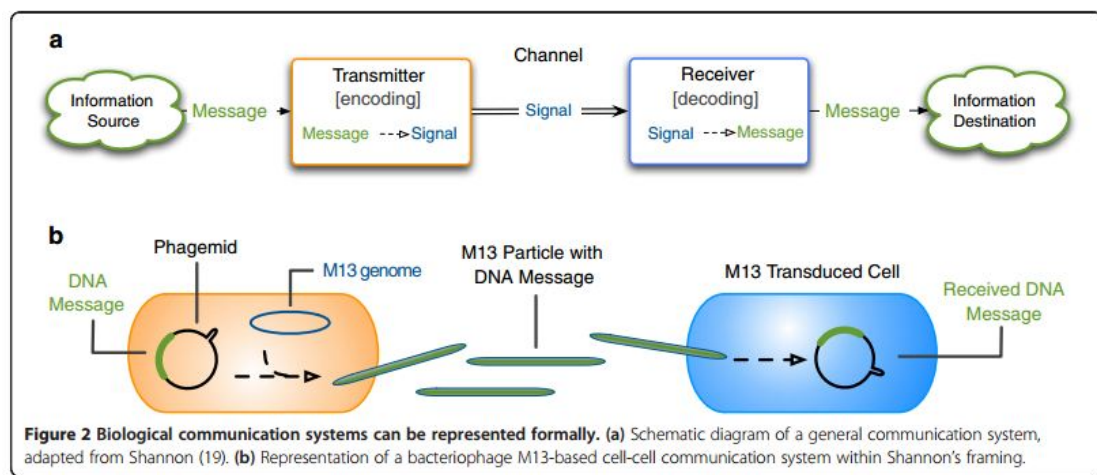 a
Channel
Information
Source
Message
Transmitter
[encoding]
Message Signal
Signal
Receiver
[decoding]
Signal Message
Message
Information
Destination
b
Phagemid
DNA
Message
M13 genome
M13 Particle with
DNA Message
M13 Transduced Cell
Received DNA
Message
Figure 2 Biological communication systems can be represented formally. (a) Schematic diagram of a general communication system,
adapted from Shannon (19). (b) Representation of a bacteriophage M13-based cell-cell communication system within Shannon's framing.